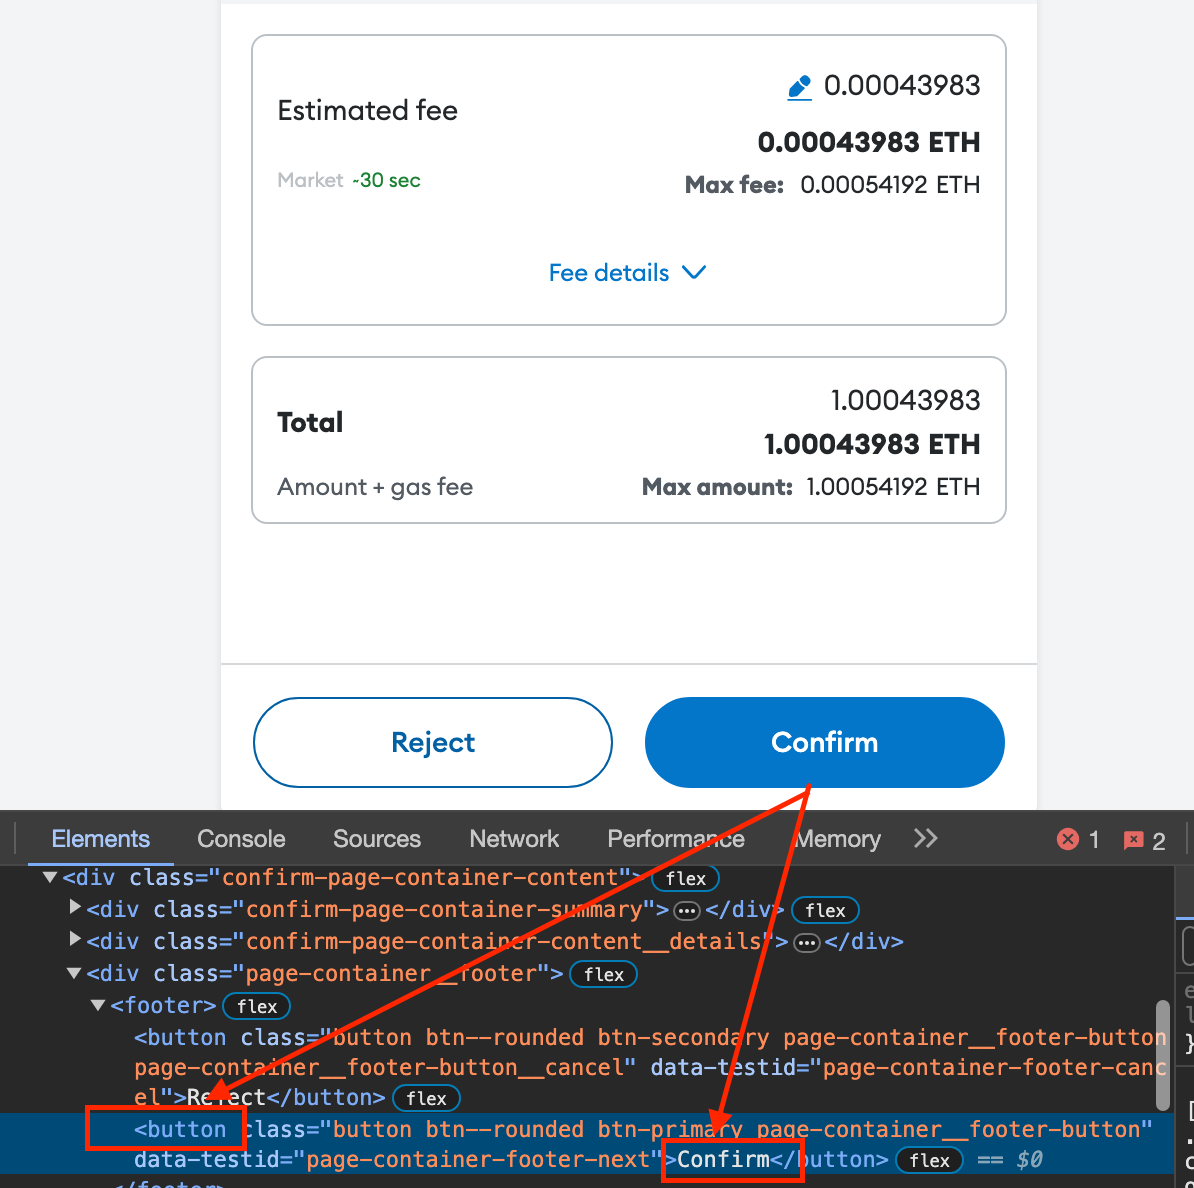 0.00043983
Estimated fee
0.00043983 ETH
Market ~30 sec
Max fee: 0.00054192 ETH
Fee details
1.00043983
Total
1.00043983 ETH
Amount + gas fee
Max amount: 1.00054192 ETH
Reject
Confirm
Elements Console Sources Network Performance Memory 1 2
<div class="confirm-page-container-content"> flex
<div class="confirm-page-container-summary">…</div> flex
<div class="confirm-page-container-content__details">…</div>
<div class="page-container__footer"> flex
<footer> flex
<button class="button btn--rounded btn-secondary page-container__footer-button
page-container__footer-button__cancel" data-testid="page-container-footer-canc
el">Reject</button> flex
<button class="button btn--rounded btn-primary page-container__footer-button"
data-testid="page-container-footer-next">Confirm</button> flex == $0
</footer>